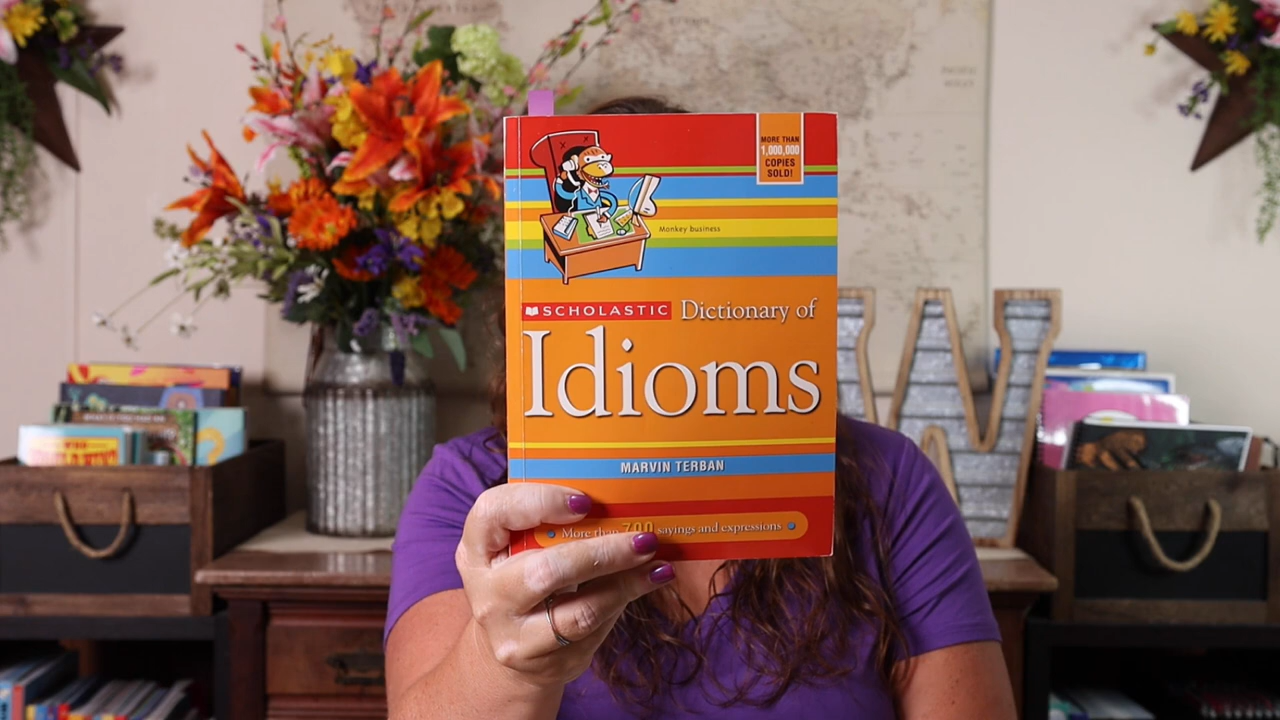 MORE THAN
1,000,000
COPIES
SOLD!
Monkey business
SCHOLASTIC Dictionary of
Idioms
MARVIN TERBAN
More than 700 sayings and expressions
W